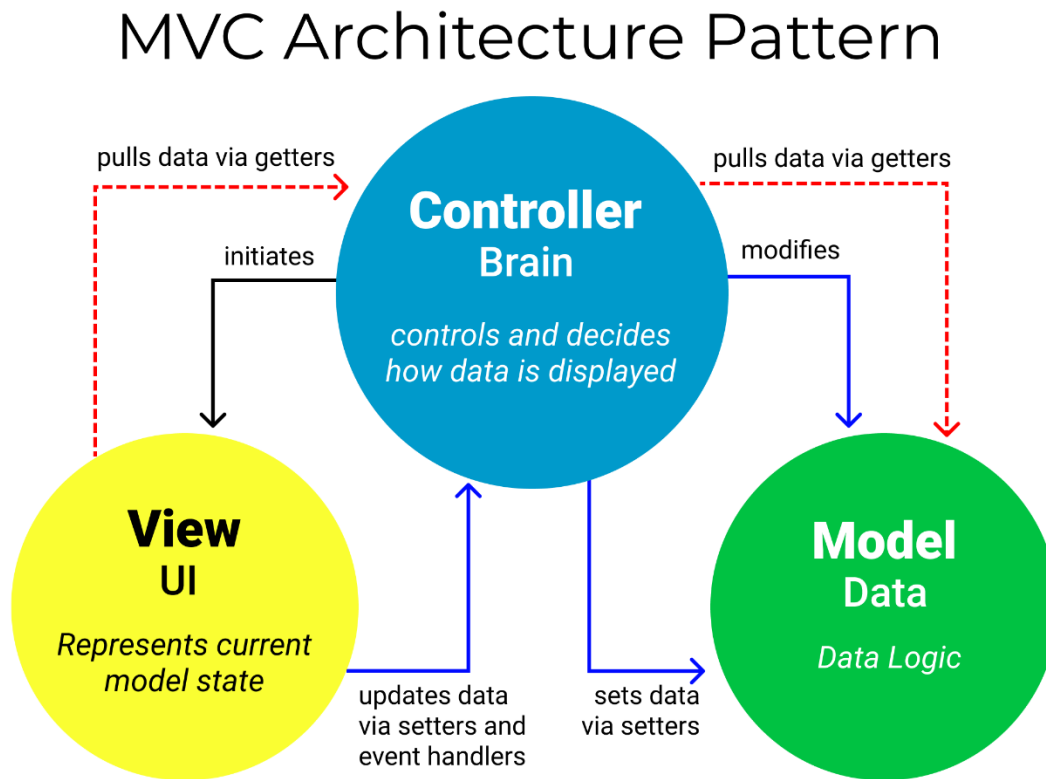 MVC Architecture Pattern
pulls data via getters
pulls data via getters
Controller
Brain
initiates
modifies
controls and decides
how data is displayed
View
UI
Represents current
model state
Model
Data
Data Logic
updates data
via setters and
event handlers
sets data
via setters